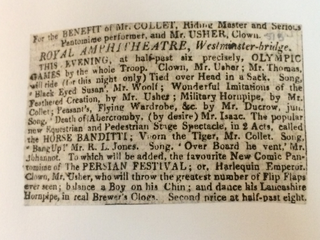 For the BENEFIT of Mr. COLLET, Riding Master and Serious
Pantomime performer, and Mr. USHER, Clown.
ROYAL AMPHITHEATRE, Westminster-bridge.
THIS EVENING, at half-past six precisely, OLYMPIC
GAMES by the whole Troop. Clown, Mr. Usher; Mr. Thomas,
will ride (for this night only) Tied over Head in a Sack. Song,
'Black Eyed Susan'. Mr. Woolf; Wonderful Imitations of the
Feathered Creation, by Mr. Usher; Military Hornpipe, by Mr.
Collet; Peasant's, Flying Wardrobe, &c. by Mr. Ducrow, jun.
Song, 'Death of Abercromby. (by desire) Mr. Isaac. The popular
new Equestrian and Pedestrian Stage Spectacle, in 2 Acts, called
the HORSE BANDITTI; Vorn the Tiger, Mr. Collet. Song,
'Bang Up!' Mr. R. L. Jones. Song. 'Over Board he vent,' Mr.
Johannot. To which will be added, the favourite New Comic Pan-
tomime of The PERSIAN FESTIVAL; or, Harlequin Emperor.
Clown, Mr. Usher, who will throw the greatest number of Flip Flaps
ever seen; balance a Boy on his Chin; and dance his Lancashire
Hornpipe, in real Brewer's Clogs. Second price at half-past eight.